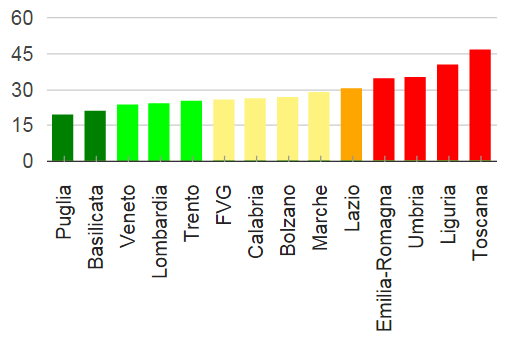 60
45
30
15
0
Puglia
Basilicata
Veneto
Lombardia
Trento
FVG
Calabria
Bolzano
Marche
Lazio
Emilia-Romagna
Umbria
Liguria
Toscana